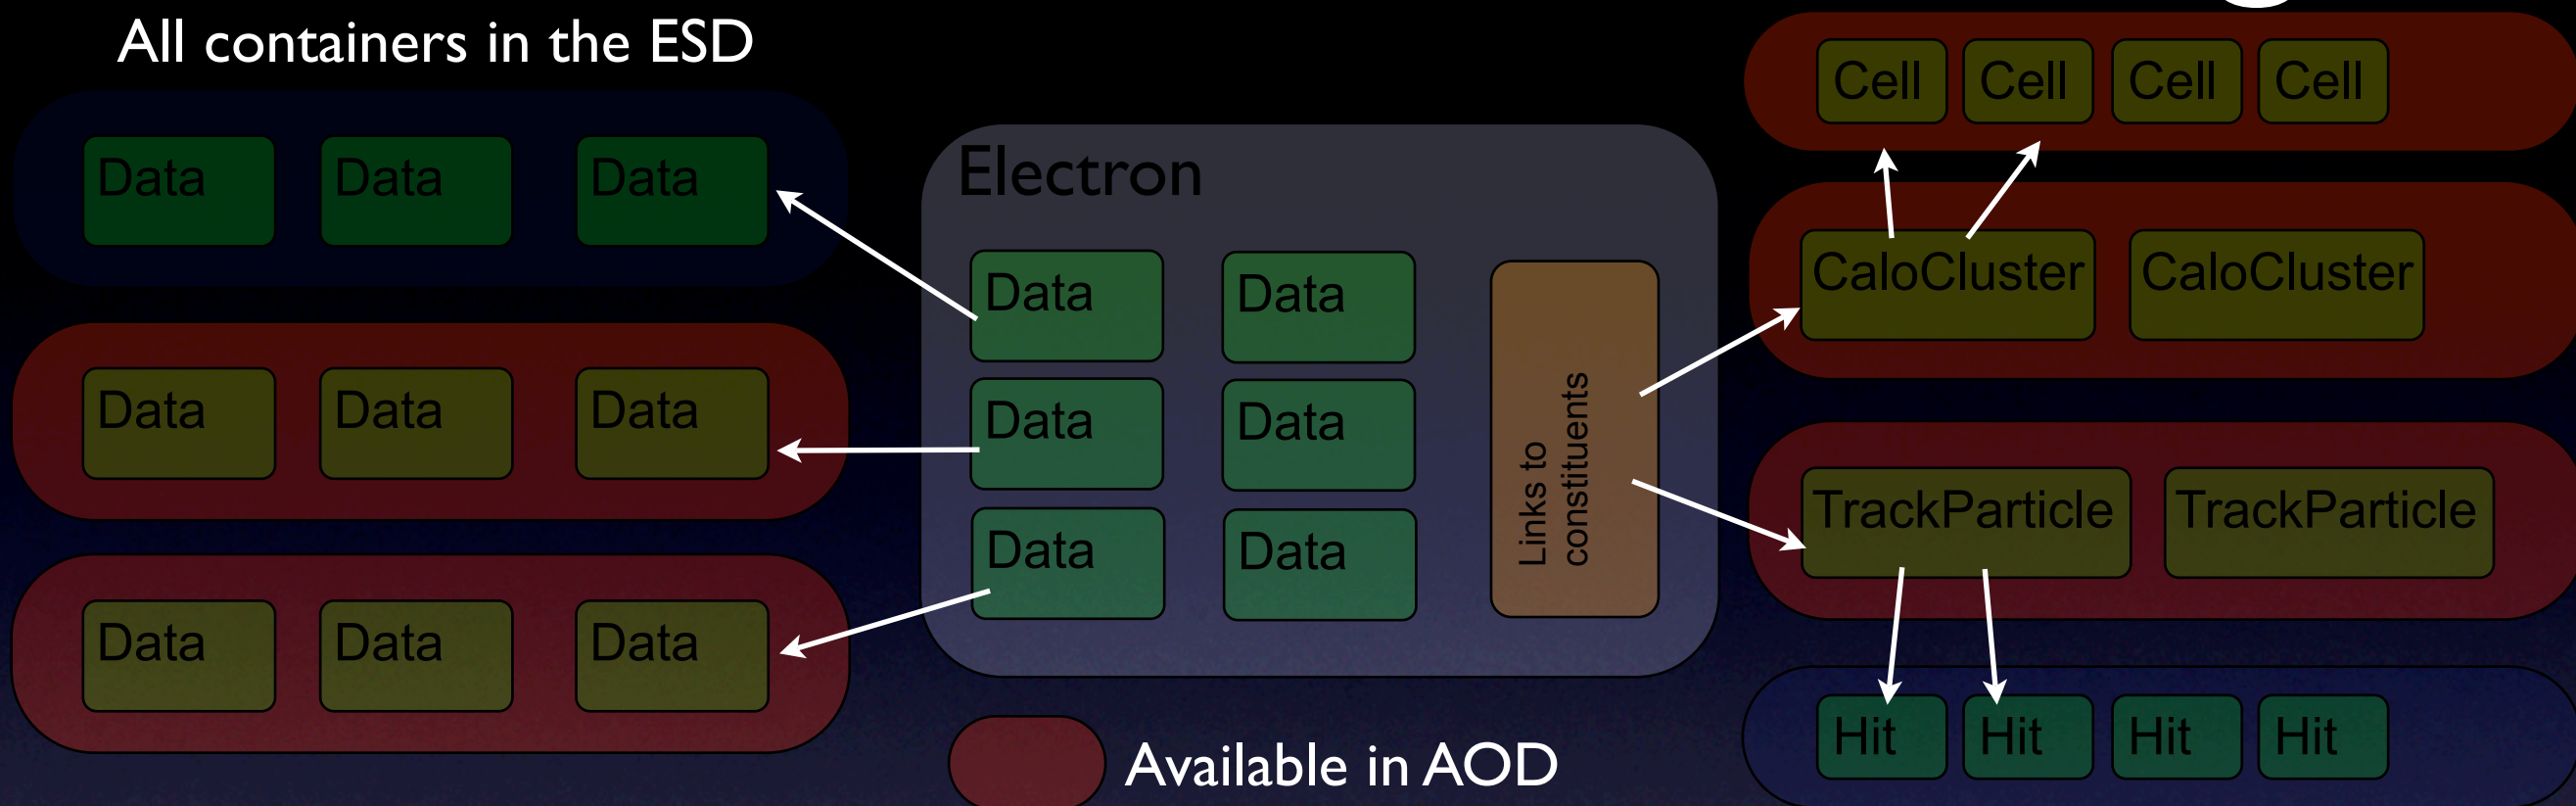 All containers in the ESD
Data Data Data
Data Data Data
Data Data Data
Electron
Data Data
Data Data
Data Data
Links to
constituents
Available in AOD
Cell Cell Cell Cell
CaloCluster CaloCluster
TrackParticle TrackParticle
Hit Hit Hit Hit